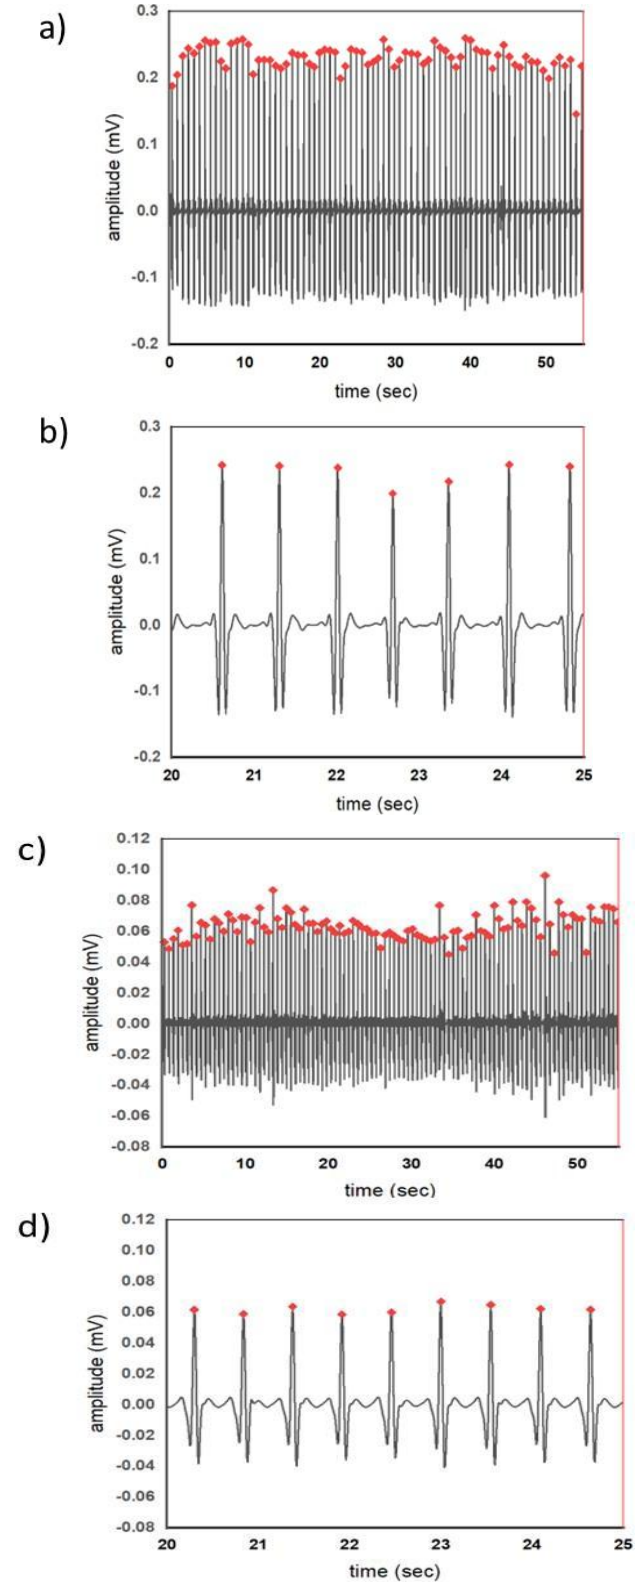 a)
0.3
0.2
0.1
0.0
-0.1
-0.2
amplitude (mV)
0 10 20 30 40 50
time (sec)
b)
0.3
0.2
0.1
0.0
-0.1
-0.2
amplitude (mV)
20 21 22 23 24 25
time (sec)
c)
0.12
0.10
0.08
0.06
0.04
0.02
0.00
-0.02
-0.04
-0.06
-0.08
amplitude (mV)
0 10 20 30 40 50
time (sec)
d)
0.12
0.10
0.08
0.06
0.04
0.02
0.00
-0.02
-0.04
-0.06
-0.08
amplitude (mV)
20 21 22 23 24 25
time (sec)